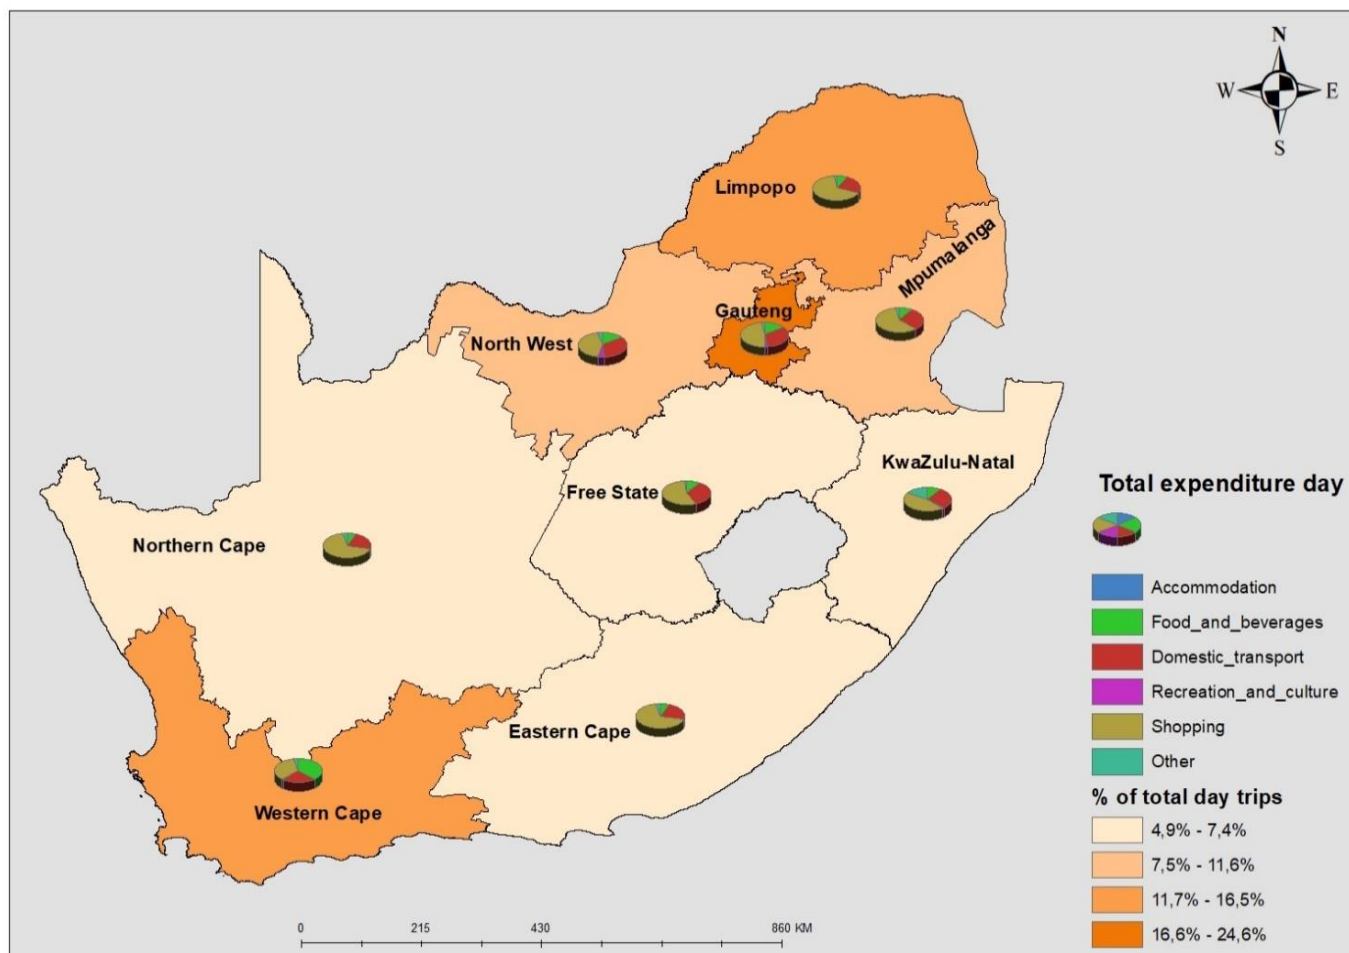 N
W E
S
Limpopo
Mpumalanga
Gauteng
North West
KwaZulu-Natal
Free State
Northern Cape
Eastern Cape
Western Cape
Total expenditure day
Accommodation
Food_and_beverages
Domestic_transport
Recreation_and_culture
Shopping
Other
% of total day trips
4,9% - 7,4%
7,5% - 11,6%
11,7% - 16,5%
16,6% - 24,6%
0 215 430 860 KM